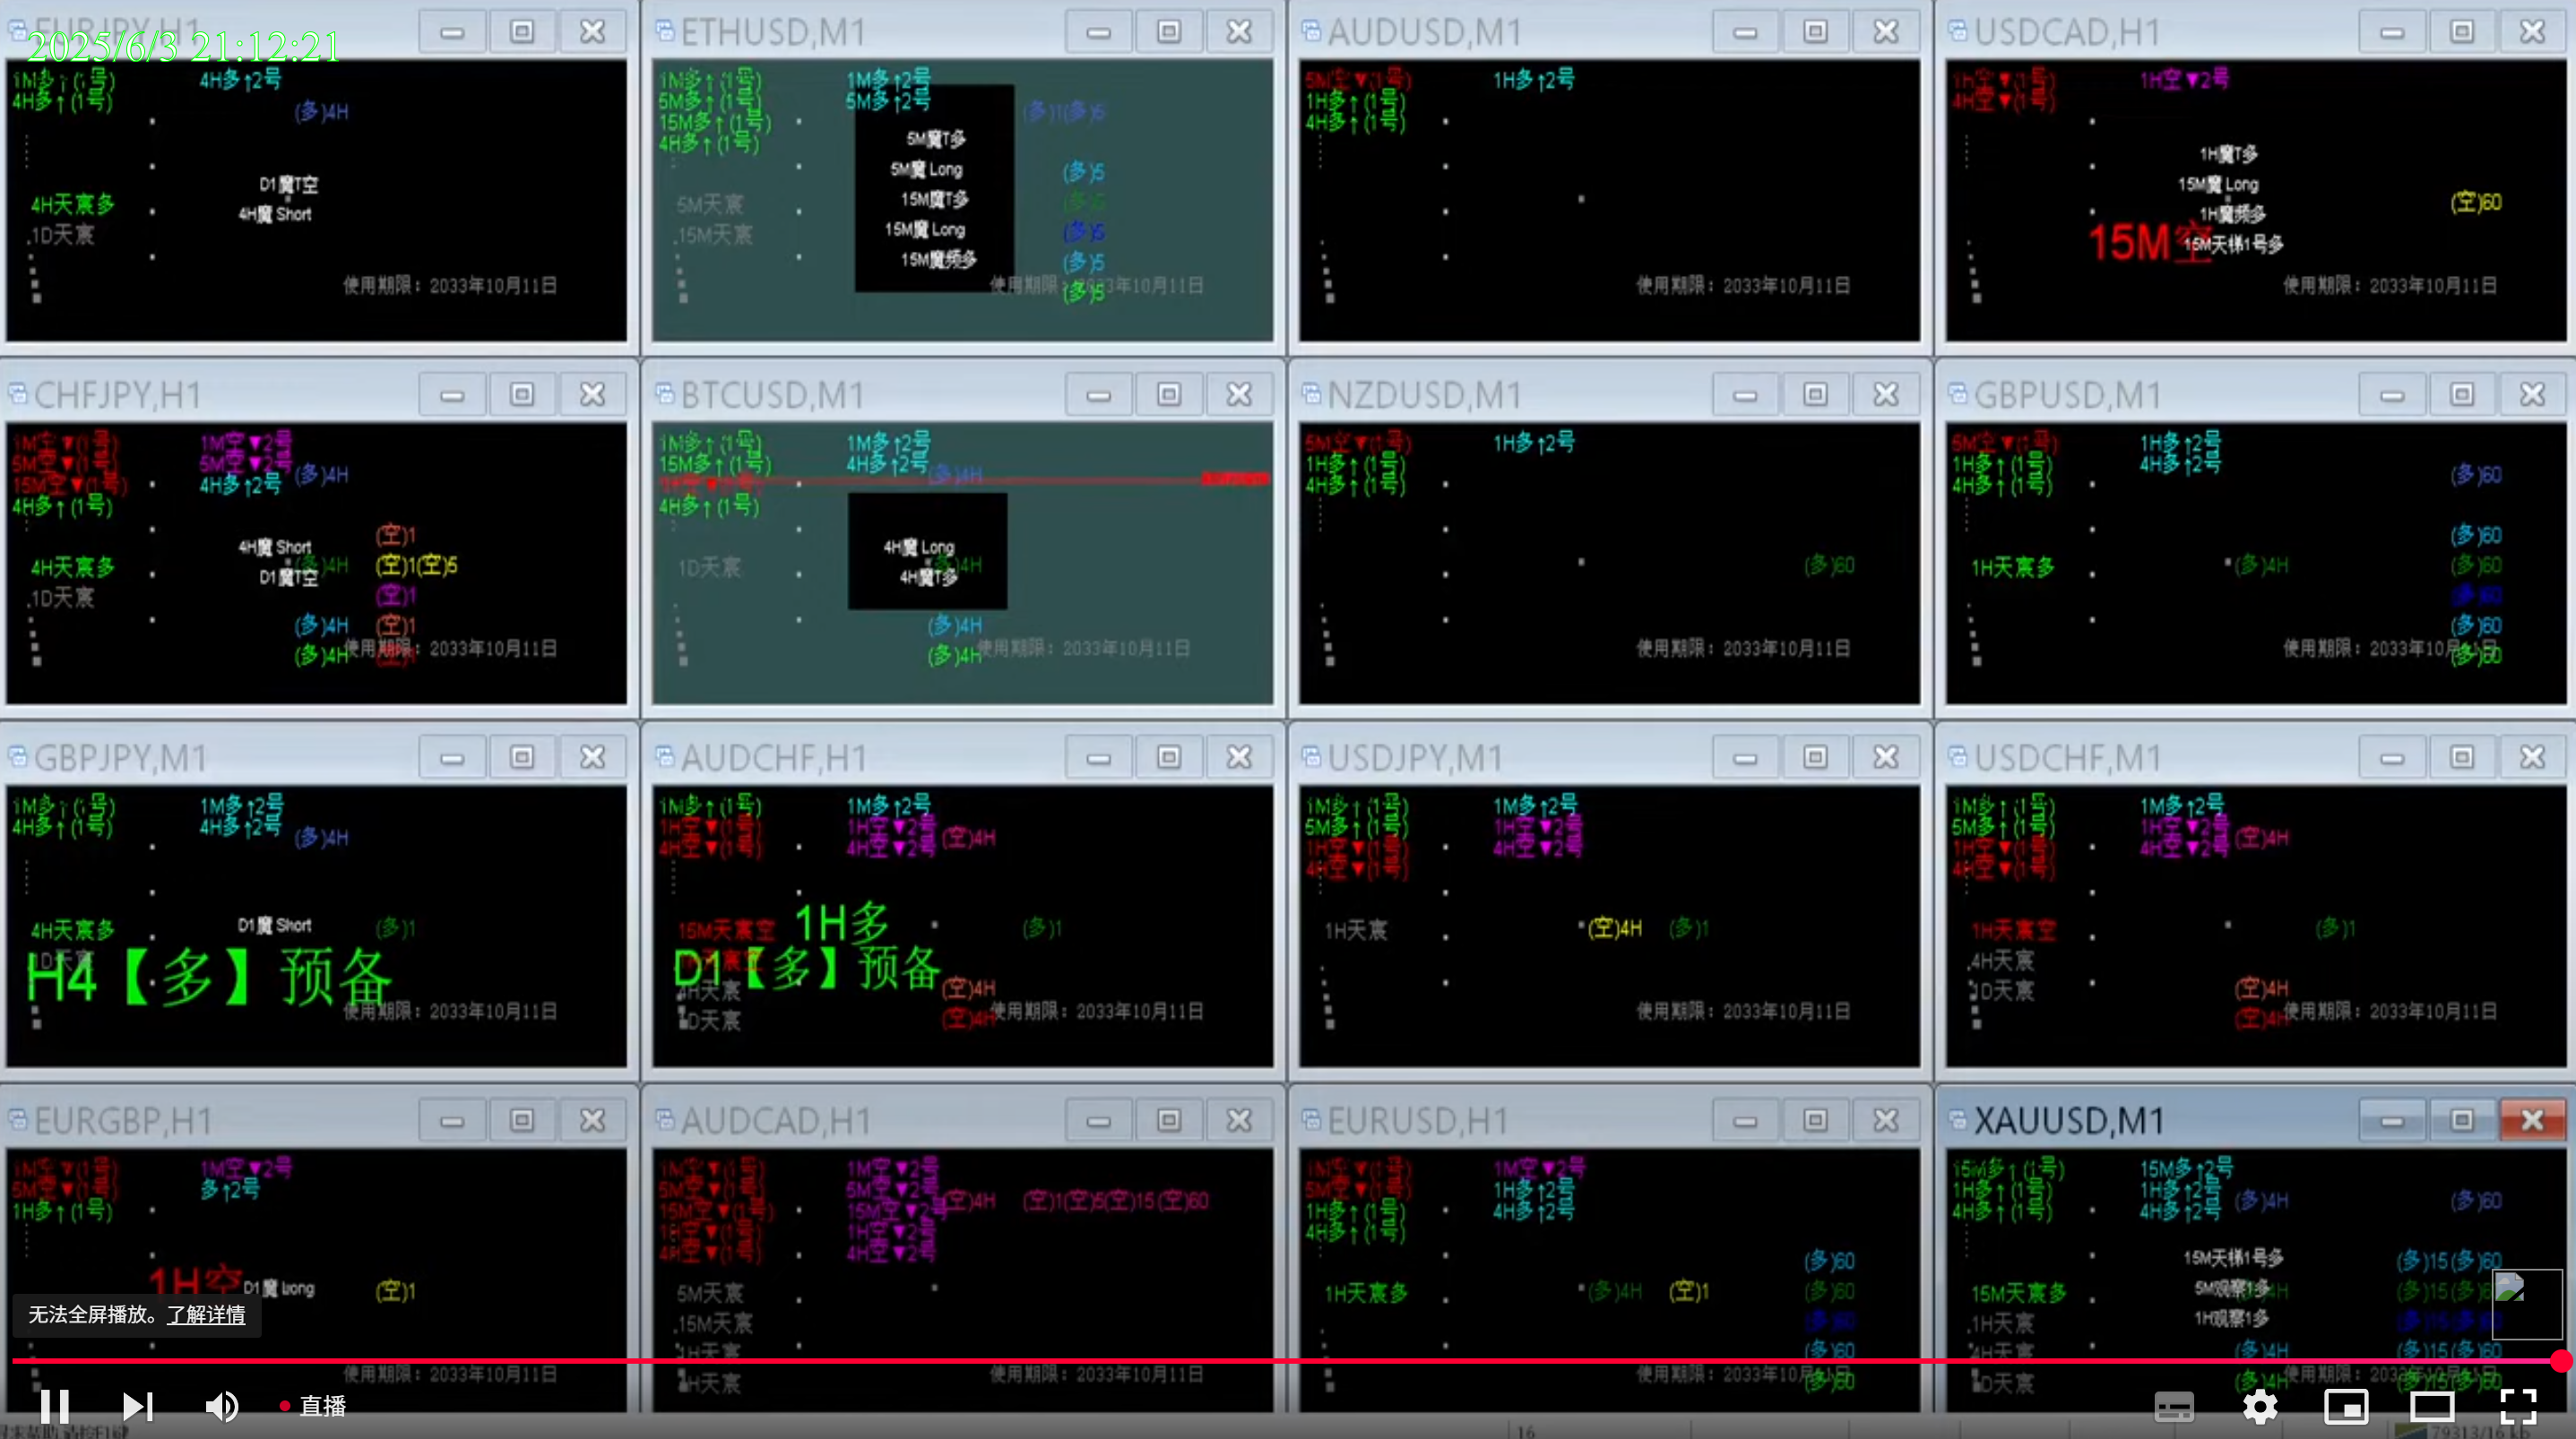 EURJPY,H1
2025/6/3 21:12:21
1M多↑(1号)
4H多↑(1号)
4H多↑2号
(多)4H
D1魔T空
4H魔 Short
4H天宸多
1D天宸
使用期限：2033年10月11日
ETHUSD,M1
1M多↑(1号)
5M多↑(1号)
15M多↑(1号)
4H多↑(1号)
1M多↑2号
5M多↑2号
(多)1(多)5
5M魔T多
5M魔 Long
15M魔T多
15M魔 Long
15M魔频多
(多)5
(多)5
(多)5
(多)5
(多)5
5M天宸
15M天宸
使用期限：2033年10月11日
AUDUSD,M1
5M空▼(1号)
1H多↑(1号)
4H多↑(1号)
1H多↑2号
使用期限：2033年10月11日
USDCAD,H1
1H空▼(1号)
4H空▼(1号)
1H空▼2号
1H魔T多
15M魔 Long
1H魔频多
15M天梯1号多
15M空
(空)60
使用期限：2033年10月11日
CHFJPY,H1
1M空▼(1号)
5M空▼(1号)
15M空▼(1号)
4H多↑(1号)
1M空▼2号
5M空▼2号
4H多↑2号
(多)4H
4H魔 Short
(多)4H
D1魔T空
(空)1
(空)1(空)5
(空)1
(多)4H
(空)1
(多)4H
4H天宸多
1D天宸
使用期限：2033年10月11日
BTCUSD,M1
1M多↑(1号)
15M多↑(1号)
4H多↑(1号)
1M多↑2号
4H多↑2号
(多)4H
4H魔 Long
(多)4H
4H魔T多
(多)4H
(多)4H
1D天宸
使用期限：2033年10月11日
NZDUSD,M1
5M空▼(1号)
1H多↑(1号)
4H多↑(1号)
1H多↑2号
(多)60
使用期限：2033年10月11日
GBPUSD,M1
5M空▼(1号)
1H多↑(1号)
4H多↑(1号)
1H多↑2号
4H多↑2号
(多)60
(多)60
1H天宸多
(多)4H
(多)60
(多)60
(多)60
(多)60
使用期限：2033年10月11日
GBPJPY,M1
1M多↑(1号)
4H多↑(1号)
1M多↑2号
4H多↑2号
(多)4H
4H天宸多
D1魔 Short
(多)1
1D天宸
H4【多】预备
使用期限：2033年10月11日
AUDCHF,H1
1M多↑(1号)
1H空▼(1号)
4H空▼(1号)
1M多↑2号
1H空▼2号
4H空▼2号
(空)4H
15M天宸空
1H多
(多)1
D1【多】预备
4H天宸
(空)4H
1D天宸
(空)4H
使用期限：2033年10月11日
USDJPY,M1
1M多↑(1号)
5M多↑(1号)
1H空▼(1号)
4H空▼(1号)
1M多↑2号
1H空▼2号
4H空▼2号
1H天宸
(空)4H
(多)1
使用期限：2033年10月11日
USDCHF,M1
1M多↑(1号)
5M多↑(1号)
1H空▼(1号)
4H空▼(1号)
1M多↑2号
1H空▼2号
4H空▼2号
(空)4H
1H天宸空
(多)1
4H天宸
1D天宸
(空)4H
(空)4H
使用期限：2033年10月11日
EURGBP,H1
1M空▼(1号)
5M空▼(1号)
1H多↑(1号)
1M空▼2号
多↑2号
1H空
D1魔 Long
(空)1
使用期限：2033年10月11日
AUDCAD,H1
1M空▼(1号)
5M空▼(1号)
15M空▼(1号)
1H空▼(1号)
4H空▼(1号)
1M空▼2号
5M空▼2号
15M空▼2号
1H空▼2号
4H空▼2号
(空)4H
(空)1(空)5(空)15(空)60
5M天宸
15M天宸
1H天宸
4H天宸
使用期限：2033年10月11日
EURUSD,H1
1M空▼(1号)
5M空▼(1号)
1H多↑(1号)
4H多↑(1号)
1M空▼2号
1H多↑2号
4H多↑2号
(多)60
1H天宸多
(多)4H
(空)1
(多)60
(多)60
(多)60
(多)60
使用期限：2033年10月11日
XAUUSD,M1
15M多↑(1号)
1H多↑(1号)
4H多↑(1号)
15M多↑2号
1H多↑2号
4H多↑2号
(多)4H
(多)60
15M天梯1号多
(多)15(多)60
15M天宸多
5M观察1多
1H天宸
1H观察1多
4H天宸
(多)4H
(多)15(多)60
1D天宸
(多)4H
使用期限：2033年10月11日
无法全屏播放。了解详情
直播
16
79313/16 kb